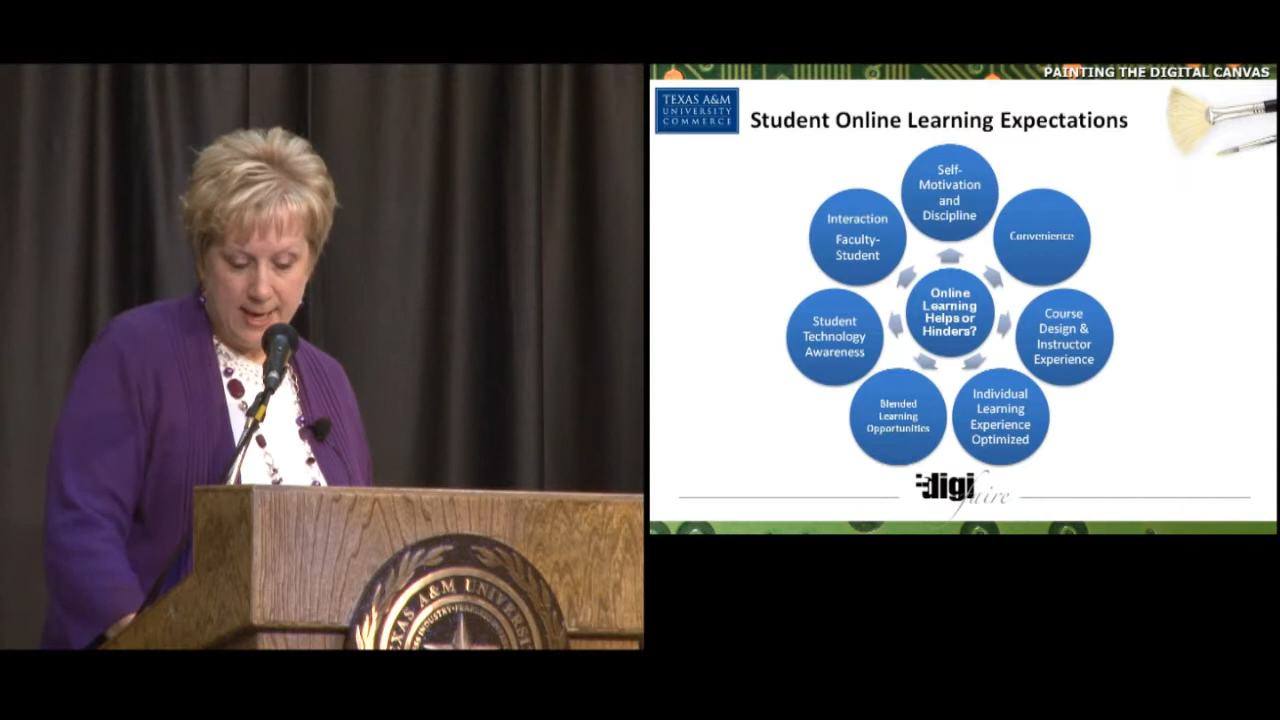 PAINTING THE DIGITAL CANVAS
TEXAS A&M
UNIVERSITY
COMMERCE
Student Online Learning Expectations
Self-
Motivation
and
Discipline
Convenience
Course
Design &
Instructor
Experience
Individual
Learning
Experience
Optimized
Blended
Learning
Opportunities
Student
Technology
Awareness
Interaction
Faculty-
Student
Online
Learning
Helps or
Hinders?
digi
faire
TEXAS A&M UNIVERSITY